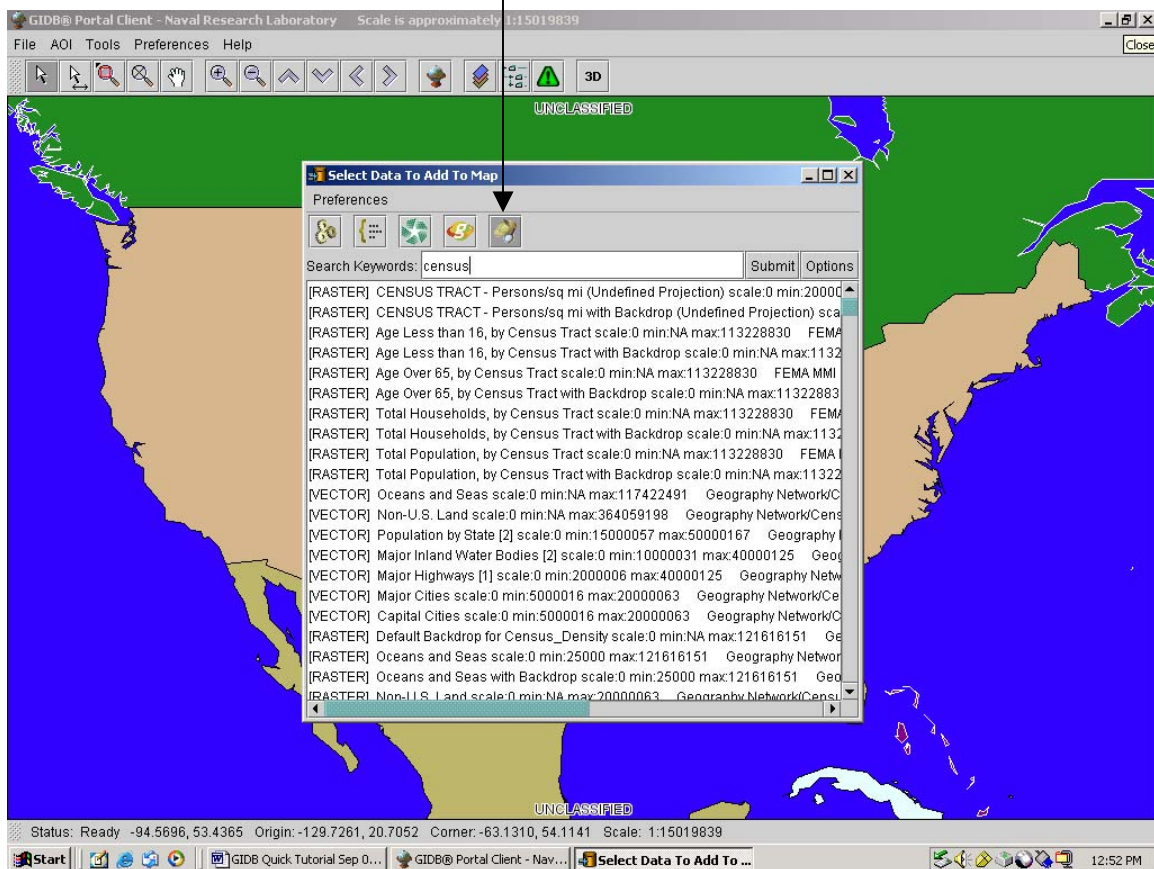 GIDB® Portal Client - Naval Research Laboratory Scale is approximately 1:15019839
File AOI Tools Preferences Help
Close
3D
UNCLASSIFIED
Select Data To Add To Map
Preferences
Search Keywords: census Submit Options
[RASTER] CENSUS TRACT - Persons/sq mi (Undefined Projection) scale:0 min:20000
[RASTER] CENSUS TRACT - Persons/sq mi with Backdrop (Undefined Projection) sca
[RASTER] Age Less than 16, by Census Tract scale:0 min:NA max:113228830 FEMA
[RASTER] Age Less than 16, by Census Tract with Backdrop scale:0 min:NA max:1132
[RASTER] Age Over 65, by Census Tract scale:0 min:NA max:113228830 FEMA MMI
[RASTER] Age Over 65, by Census Tract with Backdrop scale:0 min:NA max:11322883
[RASTER] Total Households, by Census Tract scale:0 min:NA max:113228830 FEMA
[RASTER] Total Households, by Census Tract with Backdrop scale:0 min:NA max:1132
[RASTER] Total Population, by Census Tract scale:0 min:NA max:113228830 FEMA
[RASTER] Total Population, by Census Tract with Backdrop scale:0 min:NA max:11322
[VECTOR] Oceans and Seas scale:0 min:NA max:117422491 Geography Network/C
[VECTOR] Non-U.S. Land scale:0 min:NA max:364059198 Geography Network/Cens
[VECTOR] Population by State [2] scale:0 min:15000057 max:50000167 Geography
[VECTOR] Major Inland Water Bodies [2] scale:0 min:10000031 max:40000125 Geog
[VECTOR] Major Highways [1] scale:0 min:2000006 max:40000125 Geography Netw
[VECTOR] Major Cities scale:0 min:5000016 max:20000063 Geography Network/Ce
[VECTOR] Capital Cities scale:0 min:5000016 max:20000063 Geography Network/C
[RASTER] Default Backdrop for Census_Density scale:0 min:NA max:121616151 Ge
[RASTER] Oceans and Seas scale:0 min:25000 max:121616151 Geography Networ
[RASTER] Oceans and Seas with Backdrop scale:0 min:25000 max:121616151 Geo
[RASTER] Non-U.S. Land scale:0 min:NA max:20000063 Geography Network/Censu
UNCLASSIFIED
Status: Ready -94.5696, 53.4365 Origin: -129.7261, 20.7052 Corner: -63.1310, 54.1141 Scale: 1:15019839
Start GIDB Quick Tutorial Sep 0... GIDB® Portal Client - Nav... Select Data To Add To ... 12:52 PM